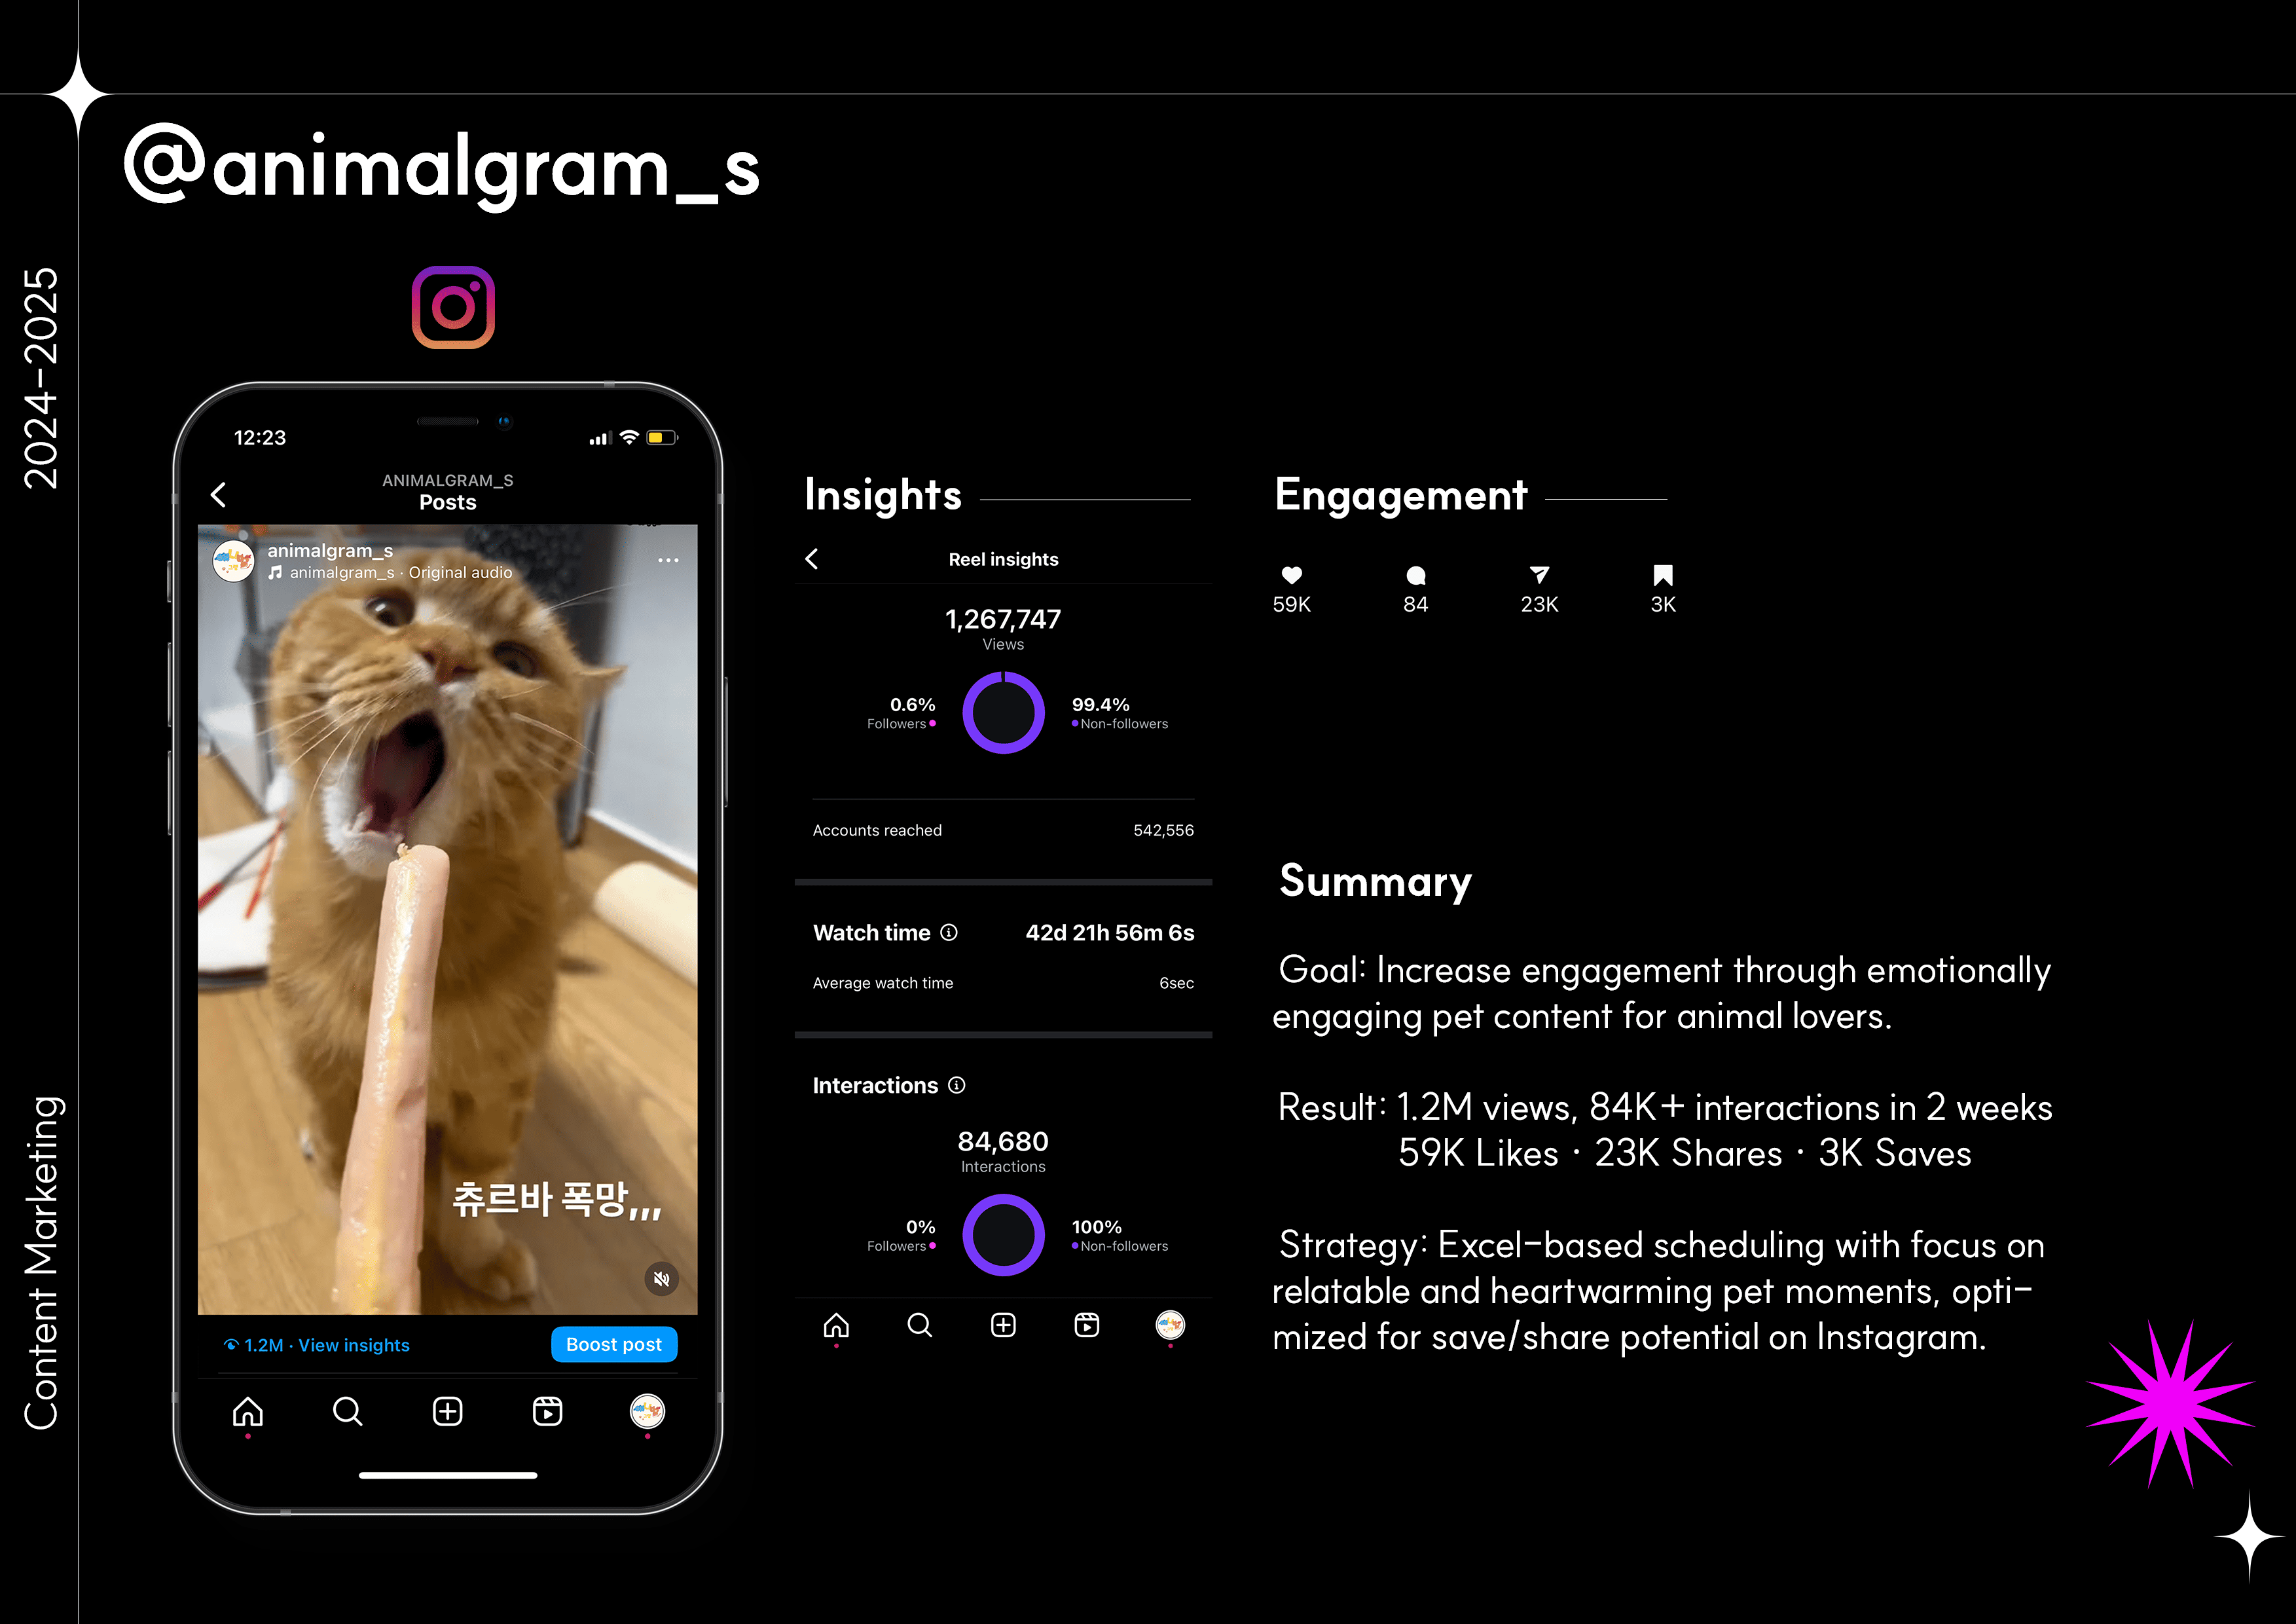 @animalgram_s
2024-2025
Content Marketing
12:23
ANIMALGRAM_S
Posts
animalgram_s
animalgram_s · Original audio
츄르바 폭망,,,
1.2M · View insights
Boost post
Insights
Reel insights
1,267,747
Views
0.6%
Followers
99.4%
Non-followers
Accounts reached 542,556
Watch time 42d 21h 56m 6s
Average watch time 6sec
Interactions
84,680
Interactions
0%
Followers
100%
Non-followers
Engagement
59K 84 23K 3K
Summary
Goal: Increase engagement through emotionally
engaging pet content for animal lovers.
Result: 1.2M views, 84K+ interactions in 2 weeks
59K Likes · 23K Shares · 3K Saves
Strategy: Excel-based scheduling with focus on
relatable and heartwarming pet moments, opti-
mized for save/share potential on Instagram.